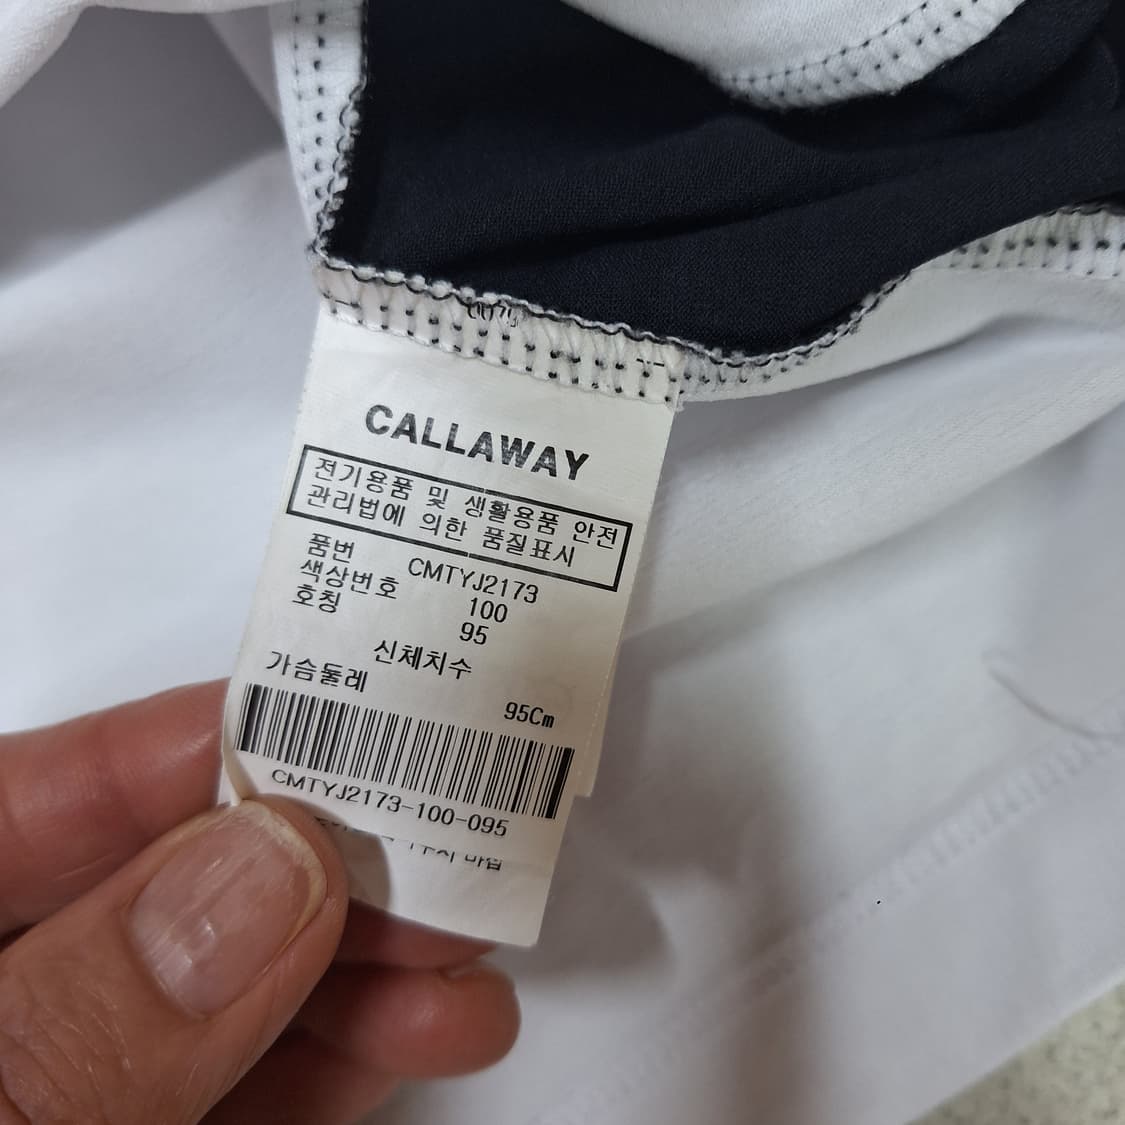 CALLAWAY
전기용품 및 생활용품 안전
관리법에 의한 품질표시
품번 CMTYJ2173
색상번호 100
호칭 95
신체치수
가슴둘레 95Cm
CMTYJ2173-100-095